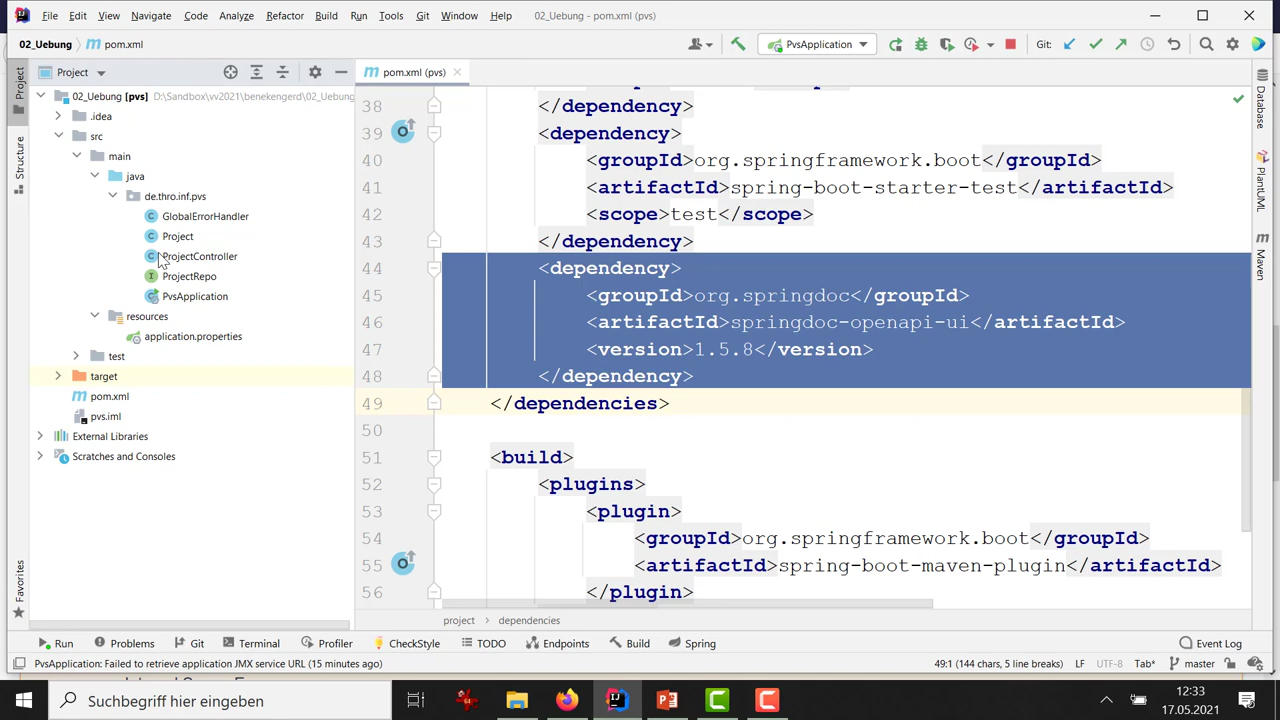 File Edit View Navigate Code Analyze Refactor Build Run Tools Git Window Help 02_Uebung - pom.xml (pvs)
02_Uebung pom.xml PvsApplication Git:
Project pom.xml (pvs)
02_Uebung [pvs] D:\Sandbox\vv2021\benekengerd\02_Uebung
.idea
src
main
java
de.thro.inf.pvs
GlobalErrorHandler
Project
ProjectController
ProjectRepo
PvsApplication
resources
application.properties
test
target
pom.xml
pvs.iml
External Libraries
Scratches and Consoles
Project
Structure
Favorites
38 </dependency>
39 <dependency>
40 <groupId>org.springframework.boot</groupId>
41 <artifactId>spring-boot-starter-test</artifactId>
42 <scope>test</scope>
43 </dependency>
44 <dependency>
45 <groupId>org.springdoc</groupId>
46 <artifactId>springdoc-openapi-ui</artifactId>
47 <version>1.5.8</version>
48 </dependency>
49 </dependencies>
50
51 <build>
52 <plugins>
53 <plugin>
54 <groupId>org.springframework.boot</groupId>
55 <artifactId>spring-boot-maven-plugin</artifactId>
56 </plugin>
project dependencies
Database
PlantUML
Maven
Run Problems Git Terminal Profiler CheckStyle TODO Endpoints Build Spring Event Log
PvsApplication: Failed to retrieve application JMX service URL (15 minutes ago) 49:1 (144 chars, 5 line breaks) LF UTF-8 Tab* master
Suchbegriff hier eingeben
12:33
17.05.2021